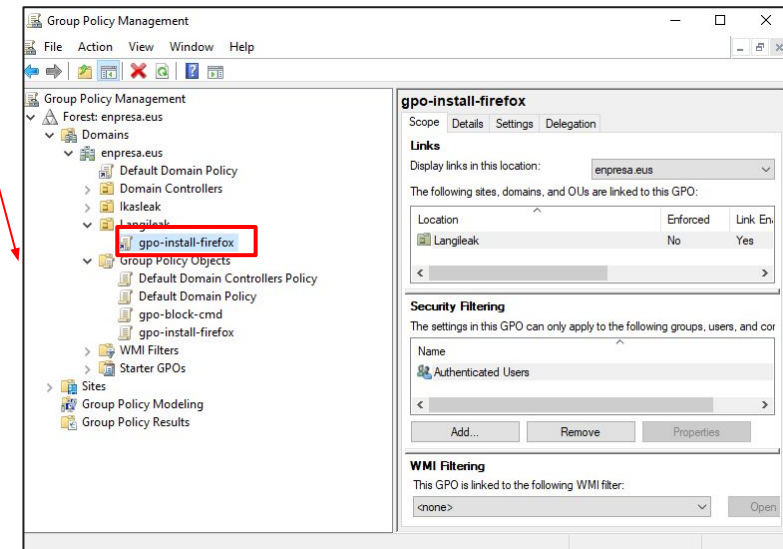 Group Policy Management
File Action View Window Help
Group Policy Management
Forest: enpresa.eus
Domains
enpresa.eus
Default Domain Policy
Domain Controllers
Ikasleak
Langileak
gpo-install-firefox
Group Policy Objects
Default Domain Controllers Policy
Default Domain Policy
gpo-block-cmd
gpo-install-firefox
WMI Filters
Starter GPOs
Sites
Group Policy Modeling
Group Policy Results
gpo-install-firefox
Scope Details Settings Delegation
Links
Display links in this location: enpresa.eus
The following sites, domains, and OUs are linked to this GPO:
Location Enforced Link En
Langileak No Yes
Security Filtering
The settings in this GPO can only apply to the following groups, users, and cor
Name
Authenticated Users
Add... Remove Properties
WMI Filtering
This GPO is linked to the following WMI filter:
<none> Open